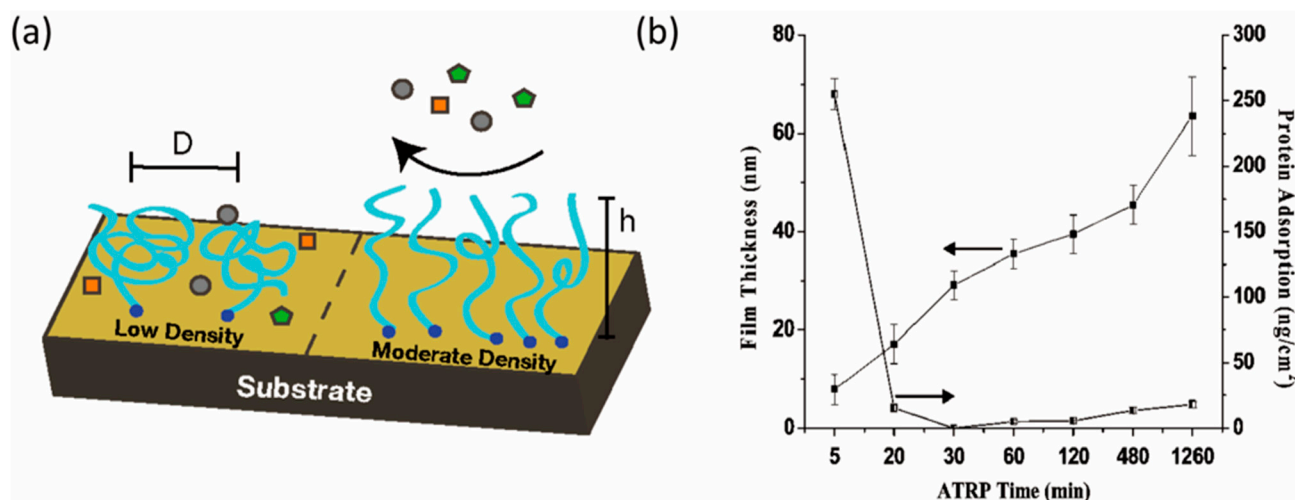 (a)
D
h
Low Density
Moderate Density
Substrate
(b)
80
60
40
20
0
Film Thickness (nm)
300
250
200
150
100
50
0
Protein Adsorption (ng/cm²)
5 20 30 60 120 480 1260
ATRP Time (min)